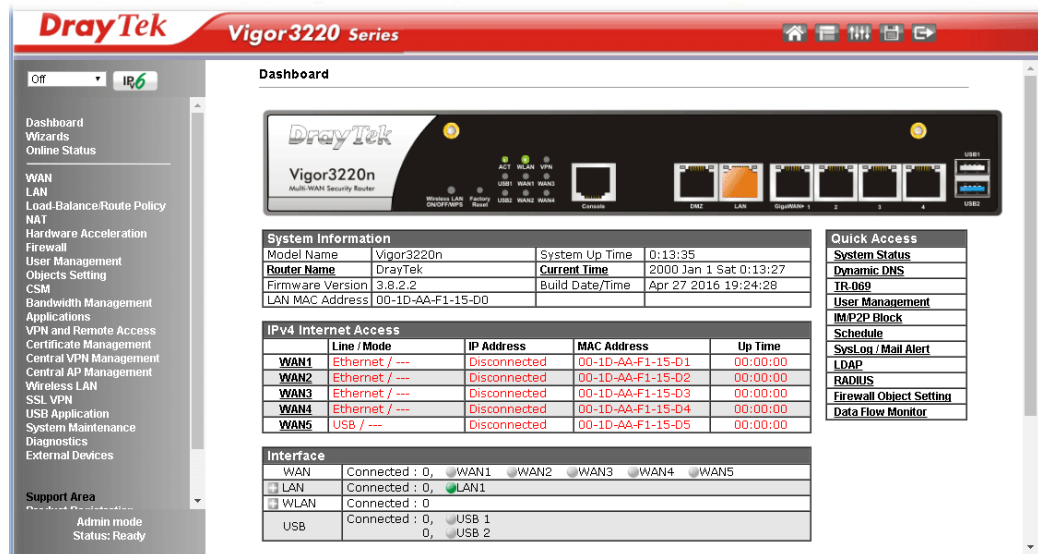 DrayTek Vigor3220 Series
Off IPv6
Dashboard
Wizards
Online Status
WAN
LAN
Load-Balance/Route Policy
NAT
Hardware Acceleration
Firewall
User Management
Objects Setting
CSM
Bandwidth Management
Applications
VPN and Remote Access
Certificate Management
Central VPN Management
Central AP Management
Wireless LAN
SSL VPN
USB Application
System Maintenance
Diagnostics
External Devices
Support Area
Admin mode
Status: Ready
Dashboard
DrayTek
Vigor3220n
Multi-WAN Security Router
Wireless LAN ON/OFF/WPS
Factory Reset
ACT WLAN VPN
USB1 WAN1 WAN3
USB2 WAN2 WAN4
Console
DMZ LAN GigaWAN 1 2 3 4
USB1
USB2
System Information
Model Name Vigor3220n System Up Time 0:13:35
Router Name DrayTek Current Time 2000 Jan 1 Sat 0:13:27
Firmware Version 3.8.2.2 Build Date/Time Apr 27 2016 19:24:28
LAN MAC Address 00-1D-AA-F1-15-D0
IPv4 Internet Access
Line / Mode IP Address MAC Address Up Time
WAN1 Ethernet / --- Disconnected 00-1D-AA-F1-15-D1 00:00:00
WAN2 Ethernet / --- Disconnected 00-1D-AA-F1-15-D2 00:00:00
WAN3 Ethernet / --- Disconnected 00-1D-AA-F1-15-D3 00:00:00
WAN4 Ethernet / --- Disconnected 00-1D-AA-F1-15-D4 00:00:00
WAN5 USB / --- Disconnected 00-1D-AA-F1-15-D5 00:00:00
Interface
WAN Connected : 0, WAN1 WAN2 WAN3 WAN4 WAN5
LAN Connected : 0, LAN1
WLAN Connected : 0
USB Connected : 0, USB 1
0, USB 2
Quick Access
System Status
Dynamic DNS
TR-069
User Management
IM/P2P Block
Schedule
SysLog / Mail Alert
LDAP
RADIUS
Firewall Object Setting
Data Flow Monitor